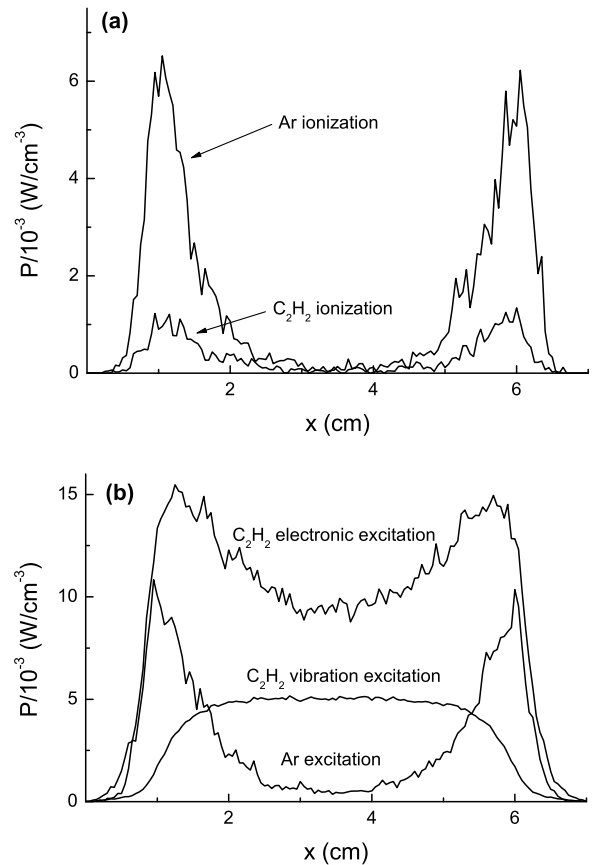 (a)
P/10⁻³ (W/cm⁻³)
6
4
2
0
Ar ionization
C₂H₂ ionization
2
4
6
x (cm)
(b)
P/10⁻³ (W/cm⁻³)
15
10
5
0
C₂H₂ electronic excitation
C₂H₂ vibration excitation
Ar excitation
2
4
6
x (cm)